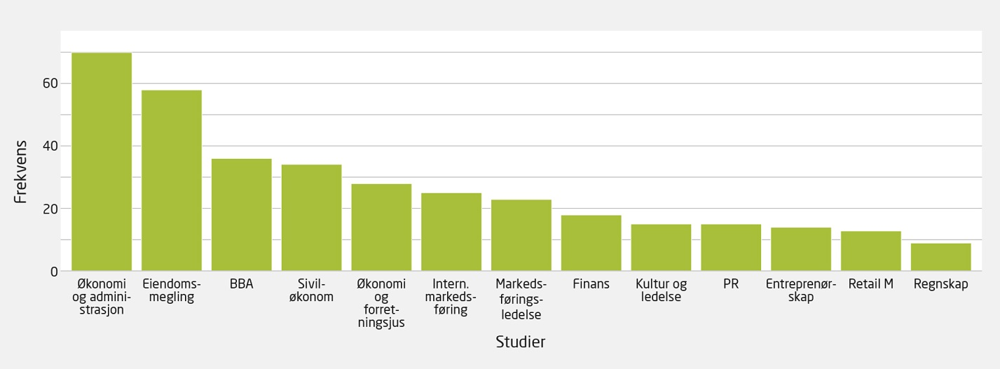 Frekvens
60
40
20
0
Økonomi
og admini-
strasjon
Eiendoms-
megling
BBA
Sivil-
økonom
Økonomi
og
forret-
ningsjus
Intern.
markeds-
føring
Markeds-
førings-
ledelse
Finans
Kultur og
ledelse
PR
Entreprenør-
skap
Retail M
Regnskap
Studier